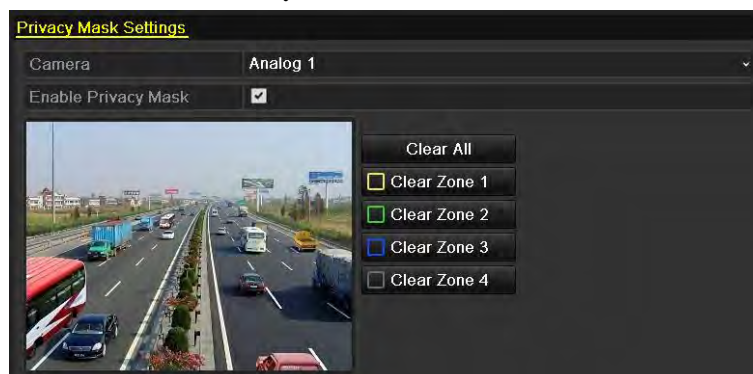 Privacy Mask Settings
Camera Analog 1
Enable Privacy Mask
Clear All
Clear Zone 1
Clear Zone 2
Clear Zone 3
Clear Zone 4